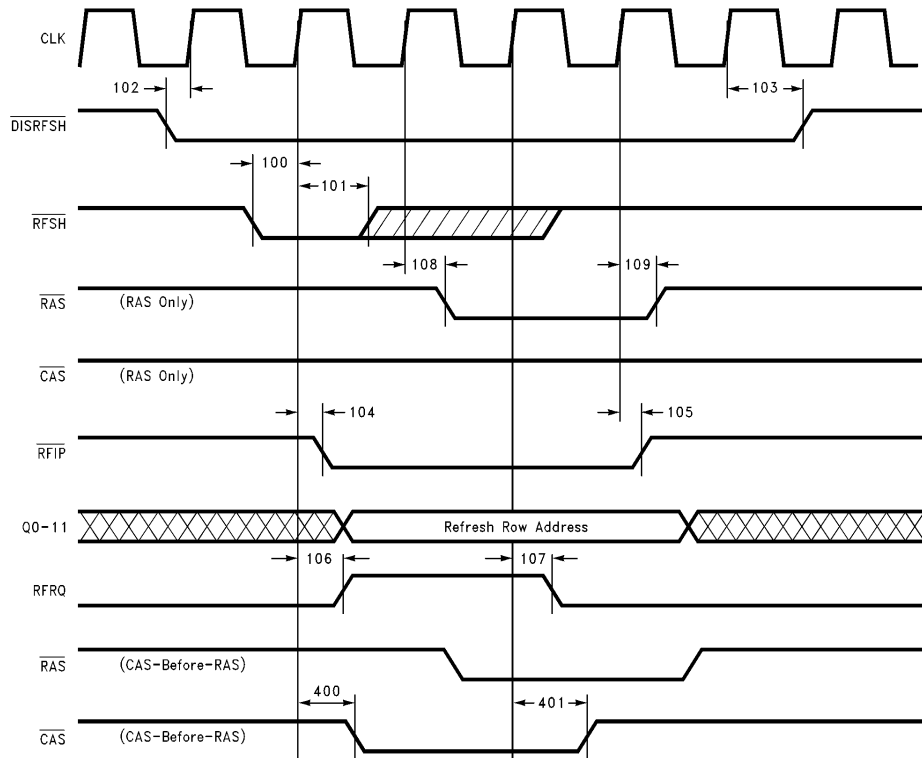 CLK
102
103
DISRFSH
100
101
RFSH
108
109
RAS (RAS Only)
CAS (RAS Only)
104
105
RFIP
Q0-11 Refresh Row Address
106
107
RFRQ
RAS (CAS-Before-RAS)
400
401
CAS (CAS-Before-RAS)